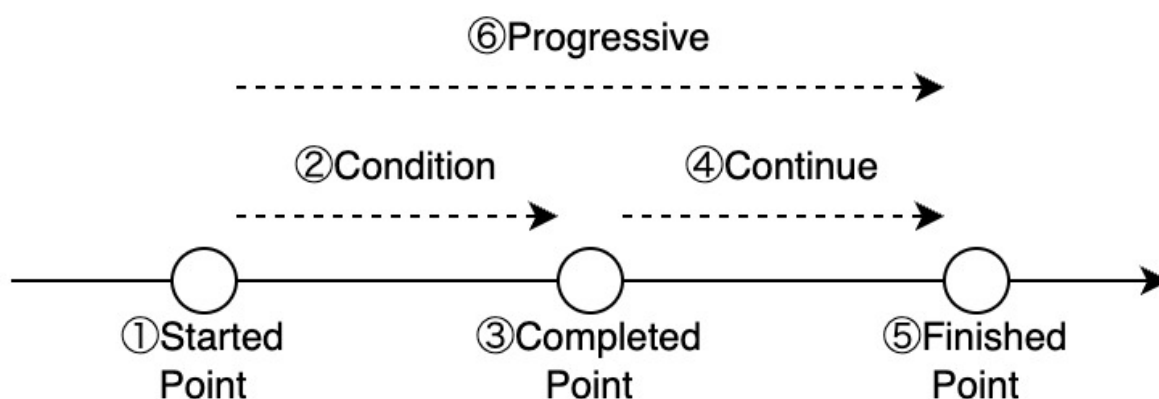 ⑥Progressive
②Condition
④Continue
①Started
Point
③Completed
Point
⑤Finished
Point